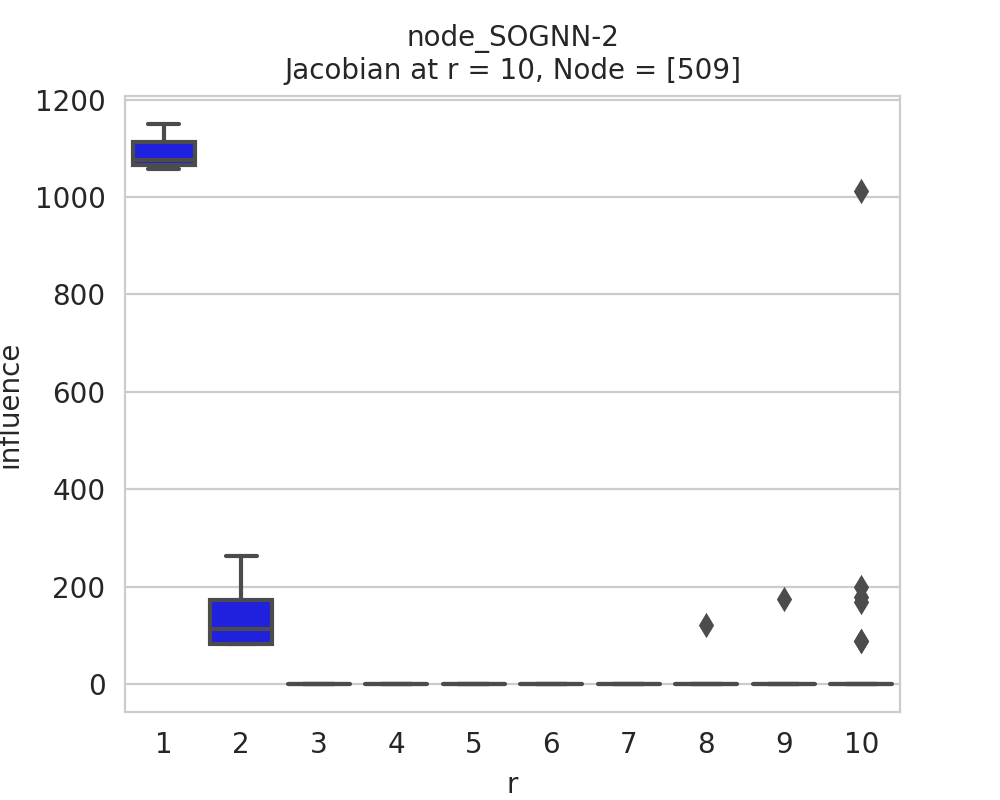 node_SOGNN-2
Jacobian at r = 10, Node = [509]
1200
1000
800
600
400
200
0
influence
1 2 3 4 5 6 7 8 9 10
r